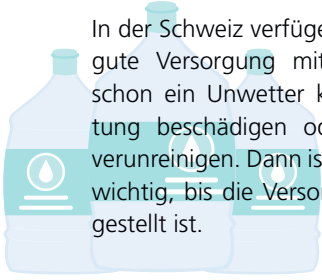 In der Schweiz verfüge
gute Versorgung mit
schon ein Unwetter k
tung beschädigen od
verunreinigen. Dann is
wichtig, bis die Verso
gestellt ist.